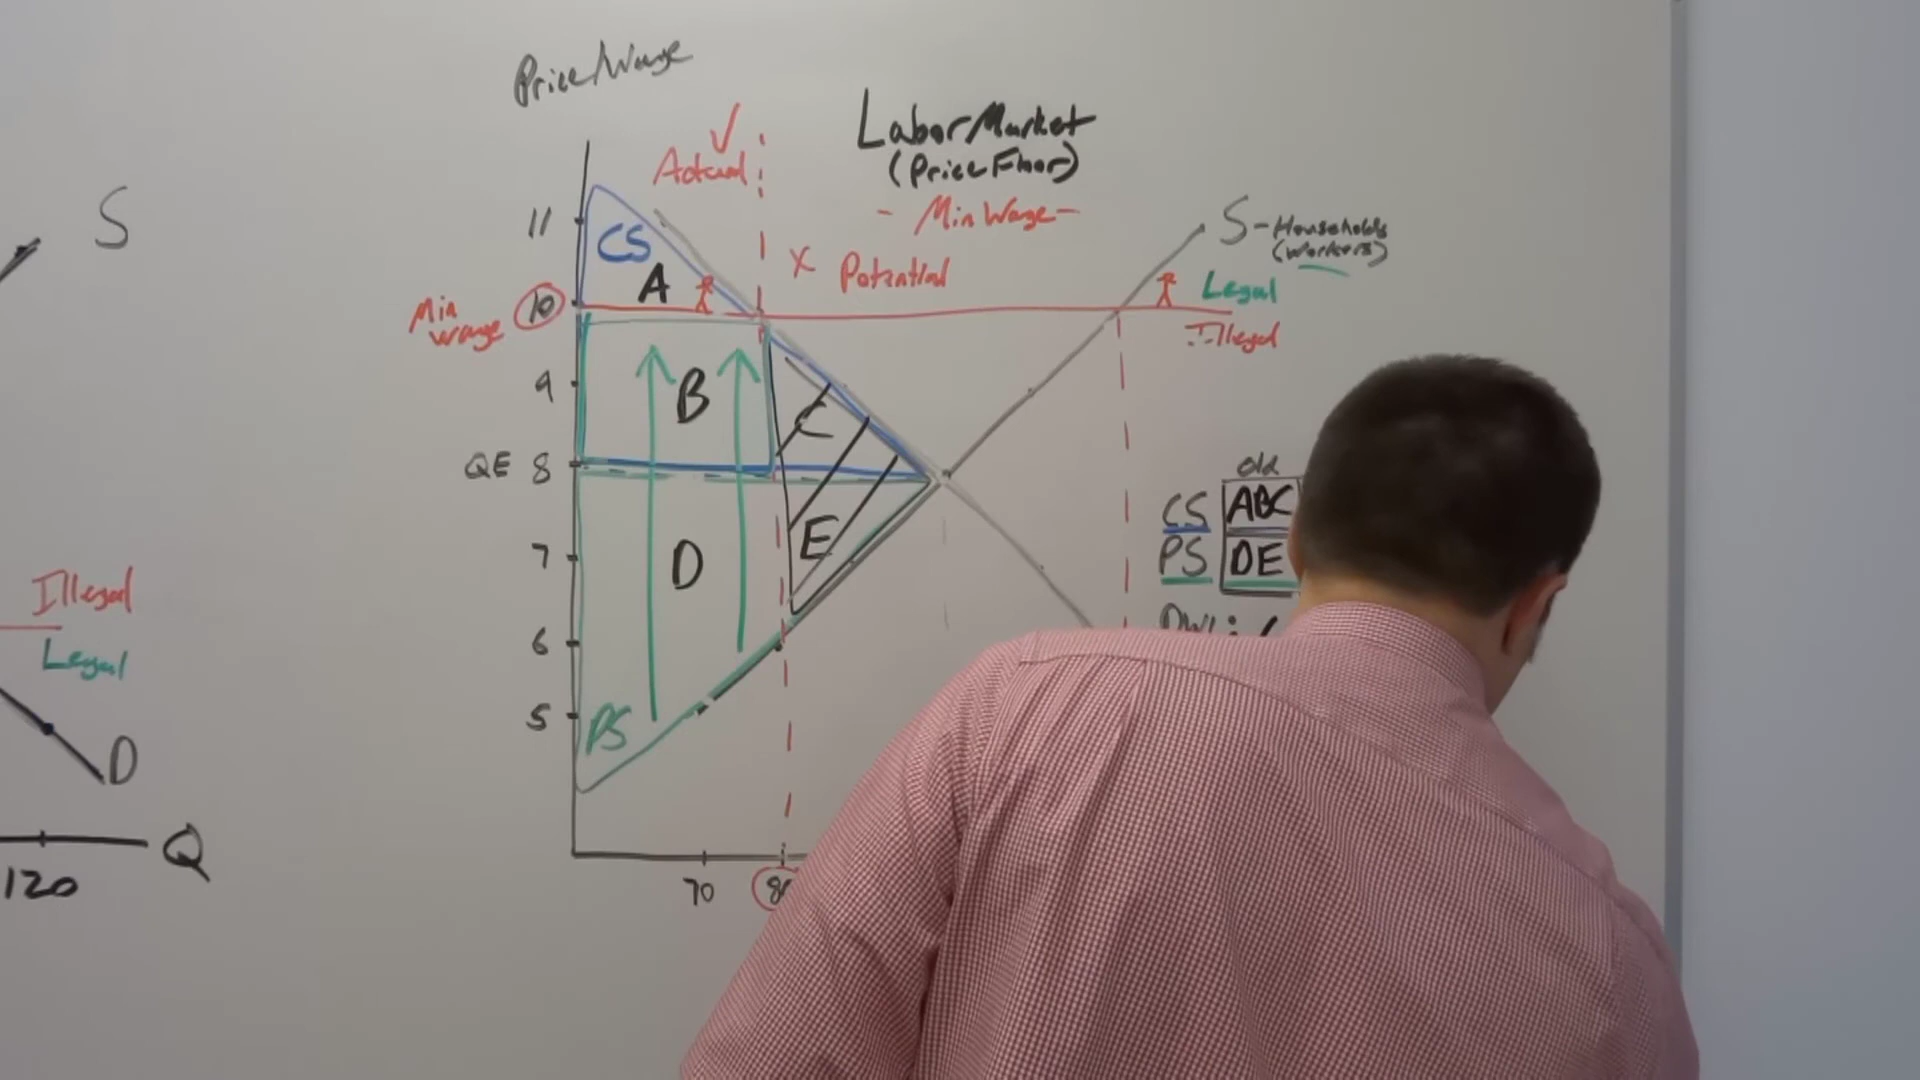 Price/Wage
Labor Market
(Price Floor)
- Min Wage -
✓
Actual
X Potential
S
S - Households
(Workers)
Legal
Illegal
11
CS
A
Min
wage
10
9
B
C
QE 8
old
CS ABC
PS DE
7
D
E
6
5
PS
Illegal
Legal
D
Q
120
70